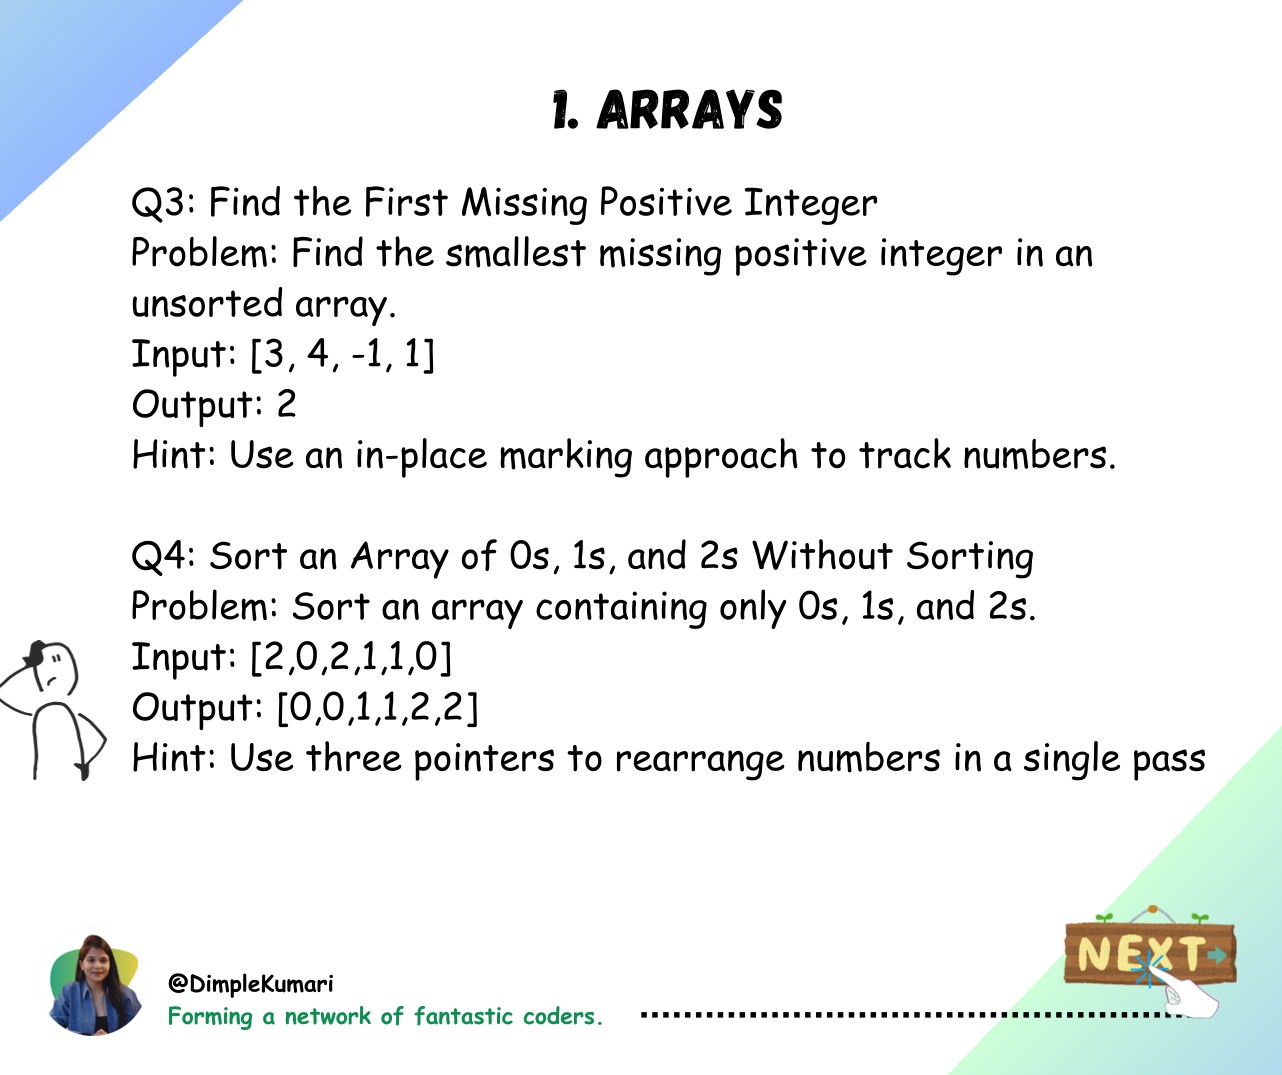 1. ARRAYS
Q3: Find the First Missing Positive Integer
Problem: Find the smallest missing positive integer in an
unsorted array.
Input: [3, 4, -1, 1]
Output: 2
Hint: Use an in-place marking approach to track numbers.
Q4: Sort an Array of 0s, 1s, and 2s Without Sorting
Problem: Sort an array containing only 0s, 1s, and 2s.
Input: [2,0,2,1,1,0]
Output: [0,0,1,1,2,2]
Hint: Use three pointers to rearrange numbers in a single pass
NEXT
@DimpleKumari
Forming a network of fantastic coders.